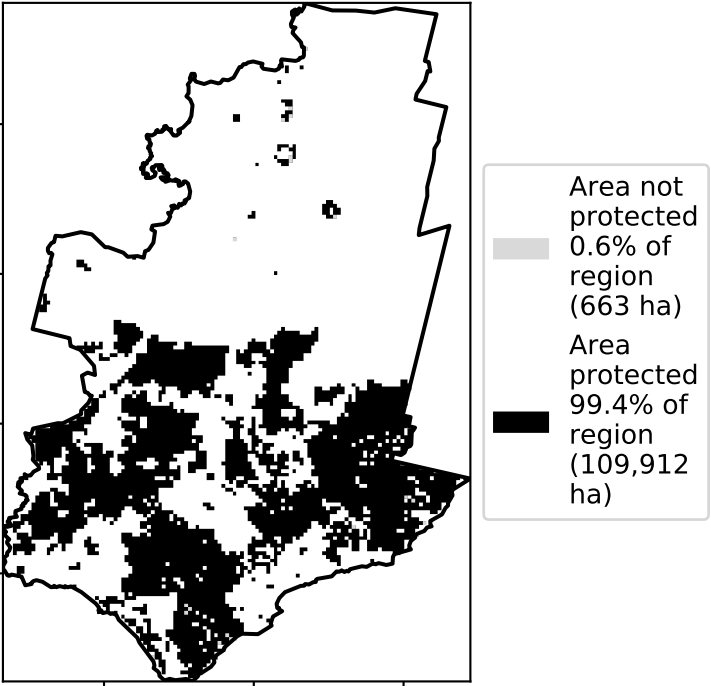 Area not
protected
0.6% of
region
(663 ha)
Area
protected
99.4% of
region
(109,912
ha)